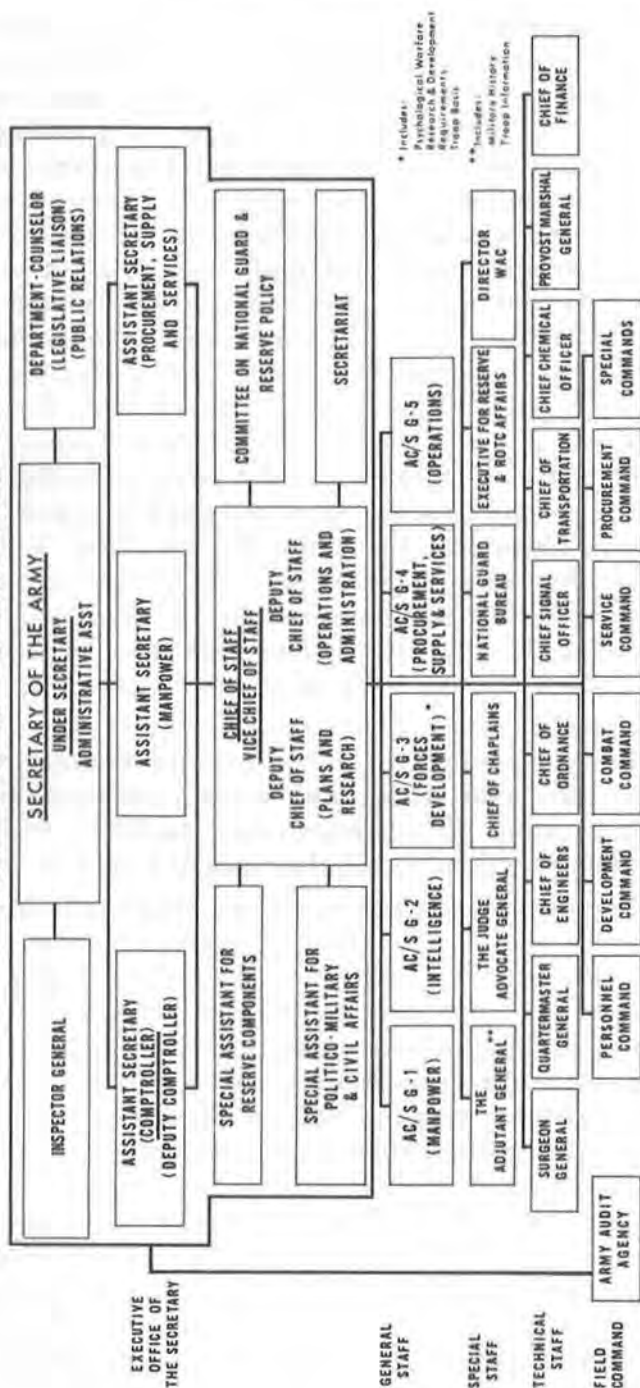 EXECUTIVE
OFFICE OF
THE SECRETARY
INSPECTOR GENERAL
SECRETARY OF THE ARMY
UNDER SECRETARY
ADMINISTRATIVE ASST
DEPARTMENT-COUNSELOR
(LEGISLATIVE LIAISON)
(PUBLIC RELATIONS)
ASSISTANT SECRETARY
(COMPTROLLER)
(DEPUTY COMPTROLLER)
ASSISTANT SECRETARY
(MANPOWER)
ASSISTANT SECRETARY
(PROCUREMENT, SUPPLY
AND SERVICES)
SPECIAL ASSISTANT FOR
RESERVE COMPONENTS
SPECIAL ASSISTANT FOR
POLITICO-MILITARY
& CIVIL AFFAIRS
CHIEF OF STAFF
VICE CHIEF OF STAFF
DEPUTY
CHIEF OF STAFF
(PLANS AND
RESEARCH)
DEPUTY
CHIEF OF STAFF
(OPERATIONS AND
ADMINISTRATION)
COMMITTEE ON NATIONAL GUARD &
RESERVE POLICY
SECRETARIAT
GENERAL
STAFF
AC/S G-1
(MANPOWER)
AC/S G-2
(INTELLIGENCE)
AC/S G-3
(FORCES
DEVELOPMENT)*
AC/S G-4
(PROCUREMENT,
SUPPLY & SERVICES)
AC/S G-5
(OPERATIONS)
* Includes:
Psychological Warfare
Research & Development
Requirements
Troop Basis
SPECIAL
STAFF
THE
ADJUTANT GENERAL**
THE JUDGE
ADVOCATE GENERAL
CHIEF OF CHAPLAINS
NATIONAL GUARD
BUREAU
EXECUTIVE FOR RESERVE
& ROTC AFFAIRS
DIRECTOR
WAC
** Includes:
Military History
Troop Information
TECHNICAL
STAFF
SURGEON
GENERAL
QUARTERMASTER
GENERAL
CHIEF OF
ENGINEERS
CHIEF OF
ORDNANCE
CHIEF SIGNAL
OFFICER
CHIEF OF
TRANSPORTATION
CHIEF CHEMICAL
OFFICER
PROVOST MARSHAL
GENERAL
CHIEF OF
FINANCE
FIELD
COMMAND
ARMY AUDIT
AGENCY
PERSONNEL
COMMAND
DEVELOPMENT
COMMAND
COMBAT
COMMAND
SERVICE
COMMAND
PROCUREMENT
COMMAND
SPECIAL
COMMANDS